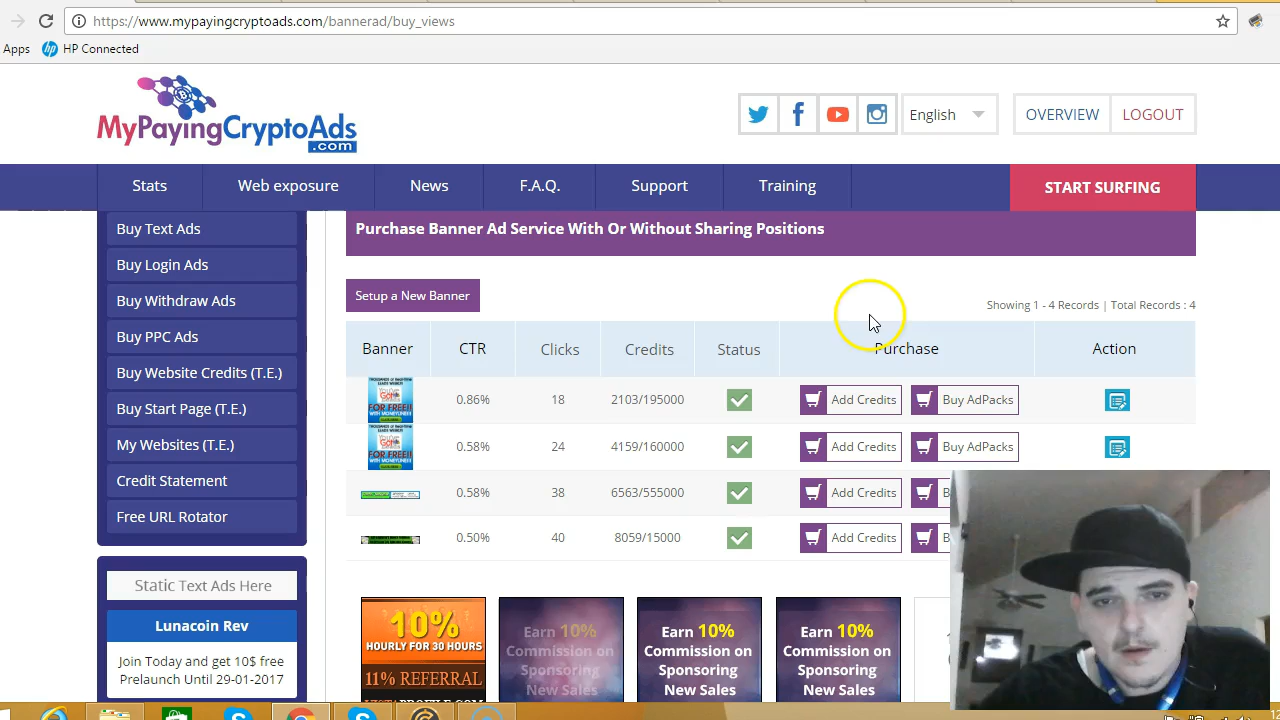 https://www.mypayingcryptoads.com/bannerad/buy_views
Apps
HP Connected
MyPayingCryptoAds
.com
English
OVERVIEW
LOGOUT
Stats
Web exposure
News
F.A.Q.
Support
Training
START SURFING
Buy Text Ads
Buy Login Ads
Buy Withdraw Ads
Buy PPC Ads
Buy Website Credits (T.E.)
Buy Start Page (T.E.)
My Websites (T.E.)
Credit Statement
Free URL Rotator
Static Text Ads Here
Lunacoin Rev
Join Today and get 10$ free
Prelaunch Until 29-01-2017
Purchase Banner Ad Service With Or Without Sharing Positions
Setup a New Banner
Showing 1 - 4 Records | Total Records : 4
Banner CTR Clicks Credits Status Purchase Action
FOR FREE!!
0.86% 18 2103/195000 Add Credits Buy AdPacks
FOR FREE!!
0.58% 24 4159/160000 Add Credits Buy AdPacks
0.58% 38 6563/555000 Add Credits B
0.50% 40 8059/15000 Add Credits B
10%
HOURLY FOR 30 HOURS
11% REFERRAL
Earn 10%
Commission on
Sponsoring
New Sales
Earn 10%
Commission on
Sponsoring
New Sales
Earn 10%
Commission on
Sponsoring
New Sales